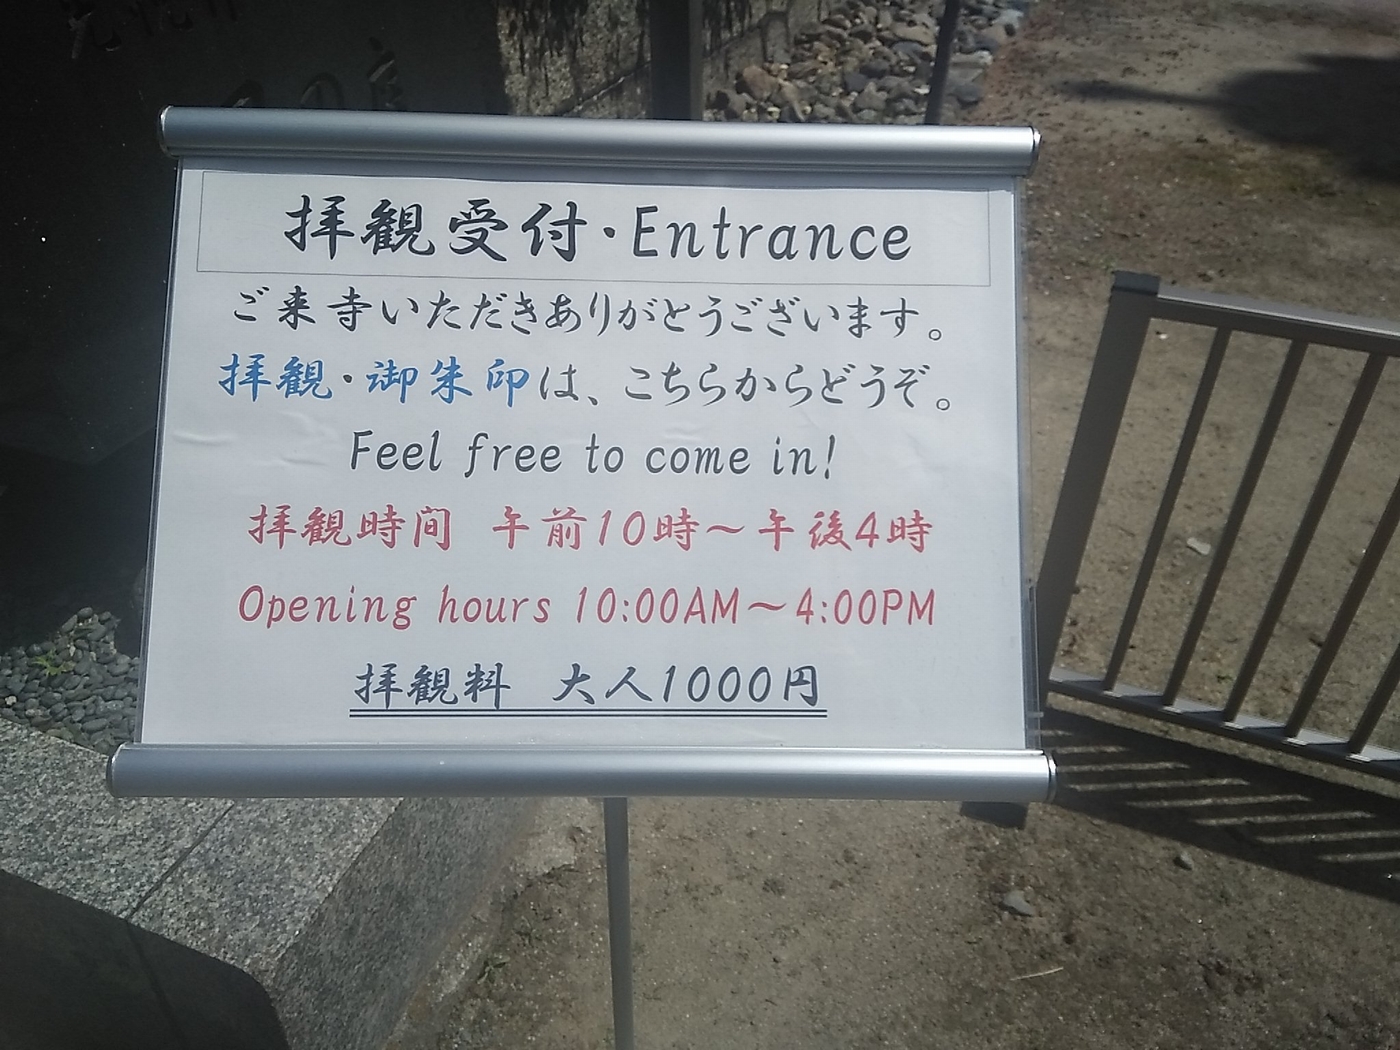 拝観受付・Entrance
ご来寺いただきありがとうございます。
拝観・御朱印は、こちらからどうぞ。
Feel free to come in!
拝観時間 午前10時～午後4時
Opening hours 10:00AM～4:00PM
拝観料 大人1000円